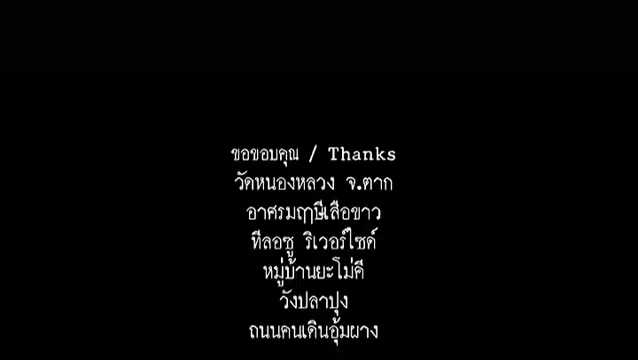 ขอขอบคุณ / Thanks
วัดหนองหลวง จ.ตาก
อาศรมฤๅษีเสือขาว
ทีลอซู ริเวอร์ไซด์
หมู่บ้านยะโม่คี
วังปลาปุง
ถนนคนเดินอุ้มผาง